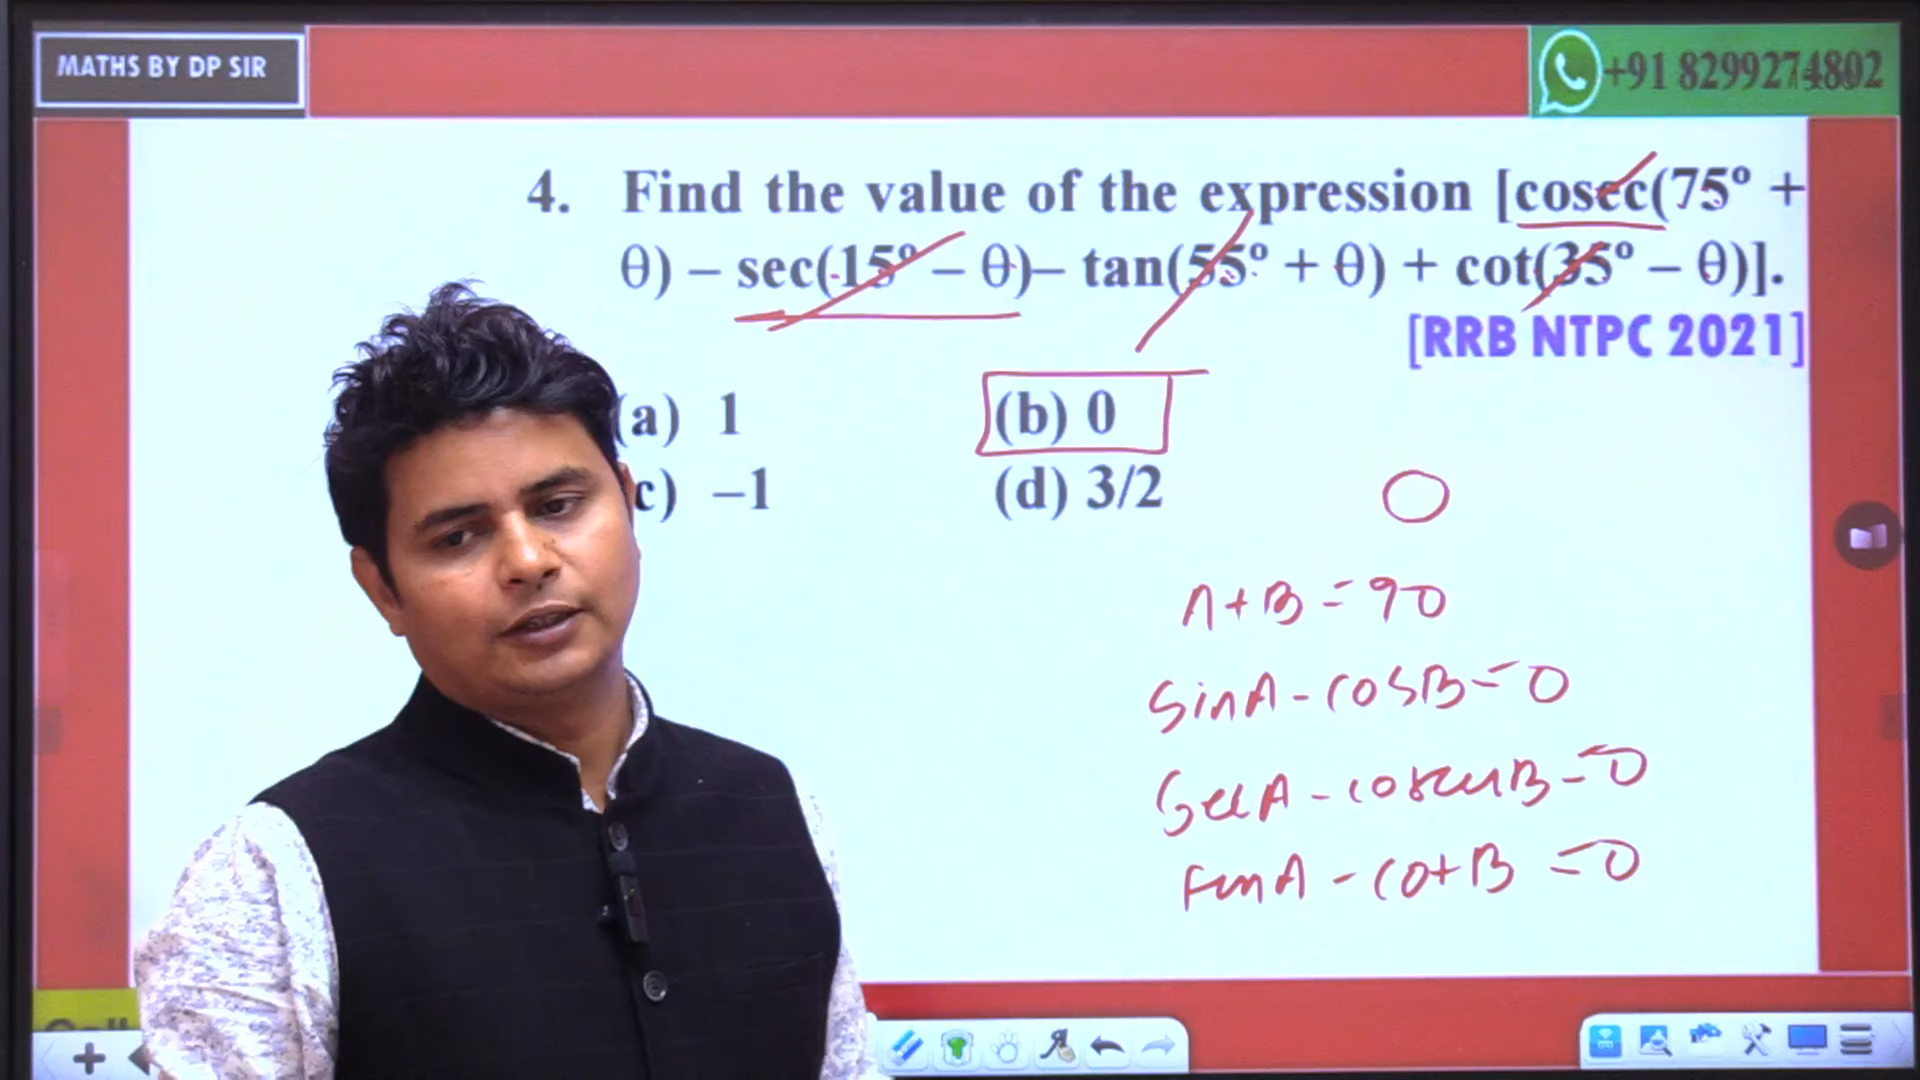 MATHS BY DP SIR
+91 8299274802
4. Find the value of the expression [cosec(75° +
θ) – sec(15° – θ)– tan(55° + θ) + cot(35° – θ)].
[RRB NTPC 2021]
(a) 1 (b) 0
c) –1 (d) 3/2
0
A+B=90
SinA-COSB=0
SecA-cosecB=0
tanA-cotB=0